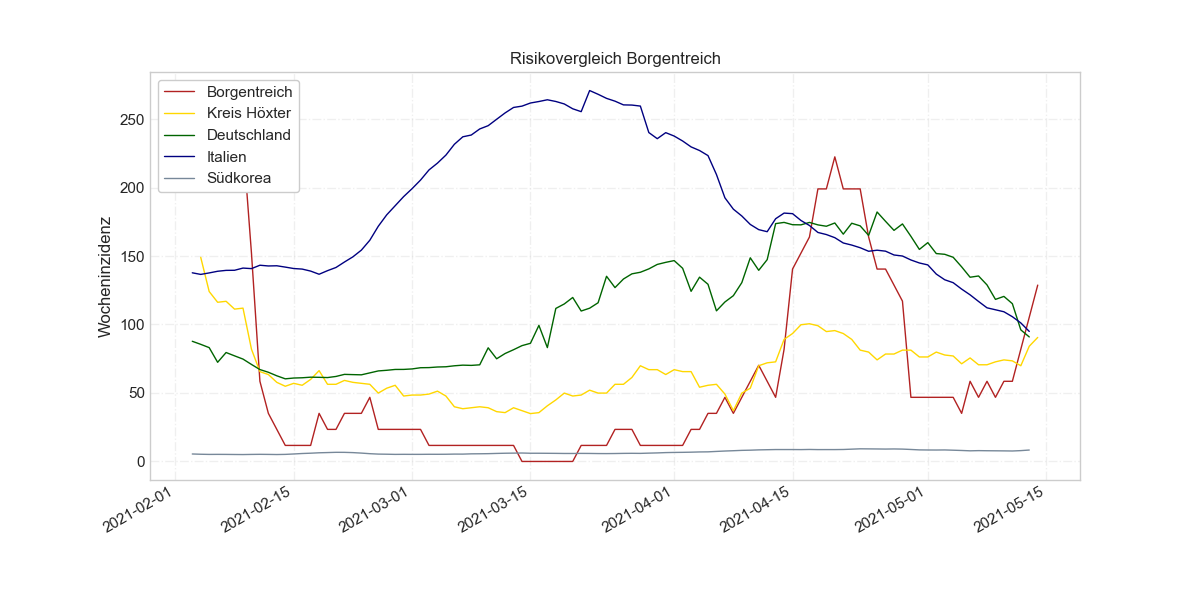 Risikovergleich Borgentreich
Borgentreich
Kreis Höxter
Deutschland
Italien
Südkorea
Wocheninzidenz
250
200
150
100
50
0
2021-02-01
2021-02-15
2021-03-01
2021-03-15
2021-04-01
2021-04-15
2021-05-01
2021-05-15